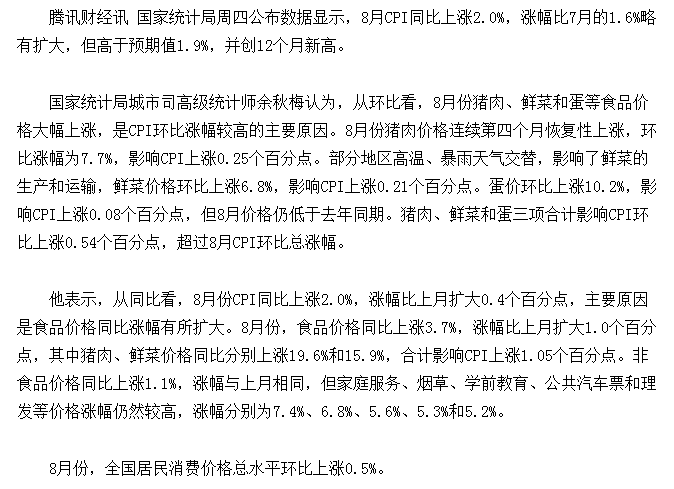 腾讯财经讯 国家统计局周四公布数据显示，8月CPI同比上涨2.0%，涨幅比7月的1.6%略
有扩大，但高于预期值1.9%，并创12个月新高。
国家统计局城市司高级统计师余秋梅认为，从环比看，8月份猪肉、鲜菜和蛋等食品价
格大幅上涨，是CPI环比涨幅较高的主要原因。8月份猪肉价格连续第四个月恢复性上涨，环
比涨幅为7.7%，影响CPI上涨0.25个百分点。部分地区高温、暴雨天气交替，影响了鲜菜的
生产和运输，鲜菜价格环比上涨6.8%，影响CPI上涨0.21个百分点。蛋价环比上涨10.2%，影
响CPI上涨0.08个百分点，但8月价格仍低于去年同期。猪肉、鲜菜和蛋三项合计影响CPI环
比上涨0.54个百分点，超过8月CPI环比总涨幅。
他表示，从同比看，8月份CPI同比上涨2.0%，涨幅比上月扩大0.4个百分点，主要原因
是食品价格同比涨幅有所扩大。8月份，食品价格同比上涨3.7%，涨幅比上月扩大1.0个百分
点，其中猪肉、鲜菜价格同比分别上涨19.6%和15.9%，合计影响CPI上涨1.05个百分点。非
食品价格同比上涨1.1%，涨幅与上月相同，但家庭服务、烟草、学前教育、公共汽车票和理
发等价格涨幅仍然较高，涨幅分别为7.4%、6.8%、5.6%、5.3%和5.2%。
8月份，全国居民消费价格总水平环比上涨0.5%。